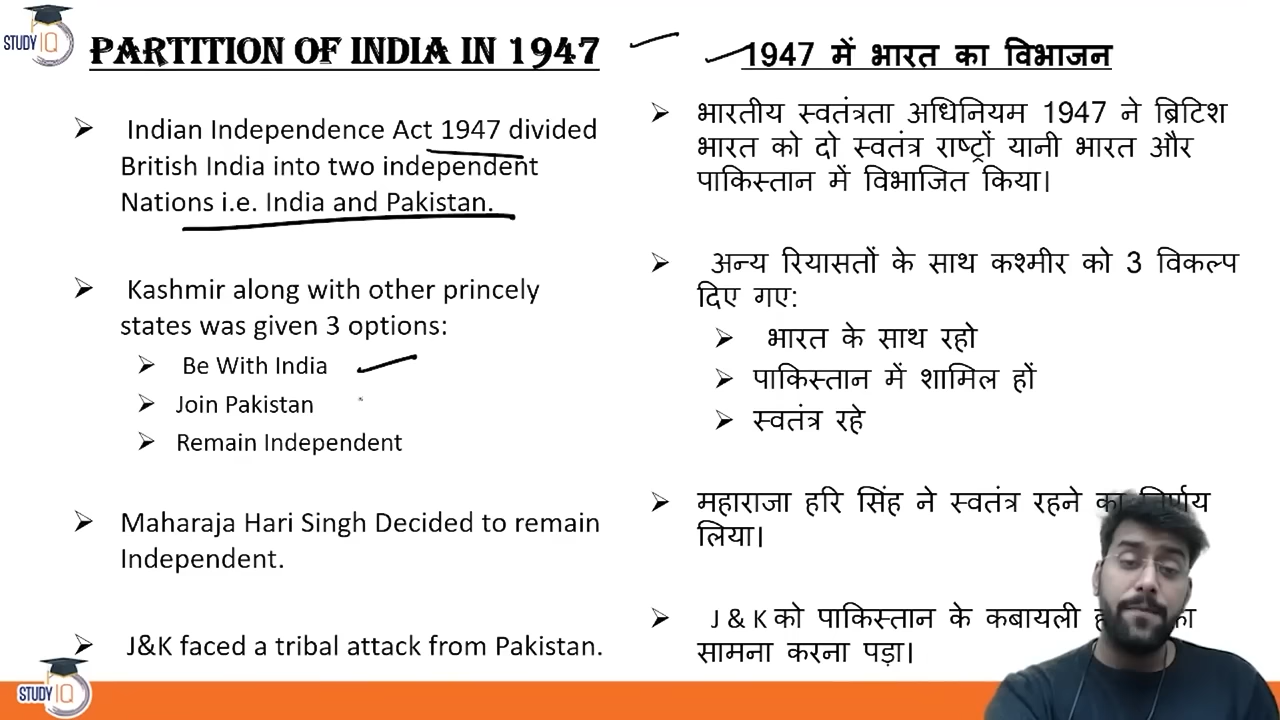 STUDY IQ
PARTITION OF INDIA IN 1947
Indian Independence Act 1947 divided
British India into two independent
Nations i.e. India and Pakistan.
Kashmir along with other princely
states was given 3 options:
Be With India
Join Pakistan
Remain Independent
Maharaja Hari Singh Decided to remain
Independent.
J&K faced a tribal attack from Pakistan.
1947 में भारत का विभाजन
भारतीय स्वतंत्रता अधिनियम 1947 ने ब्रिटिश
भारत को दो स्वतंत्र राष्ट्रों यानी भारत और
पाकिस्तान में विभाजित किया।
अन्य रियासतों के साथ कश्मीर को 3 विकल्प
दिए गए:
भारत के साथ रहो
पाकिस्तान में शामिल हों
स्वतंत्र रहे
महाराजा हरि सिंह ने स्वतंत्र रहने का निर्णय
लिया।
J & K को पाकिस्तान के कबायली
सामना करना पड़ा।
STUDY IQ